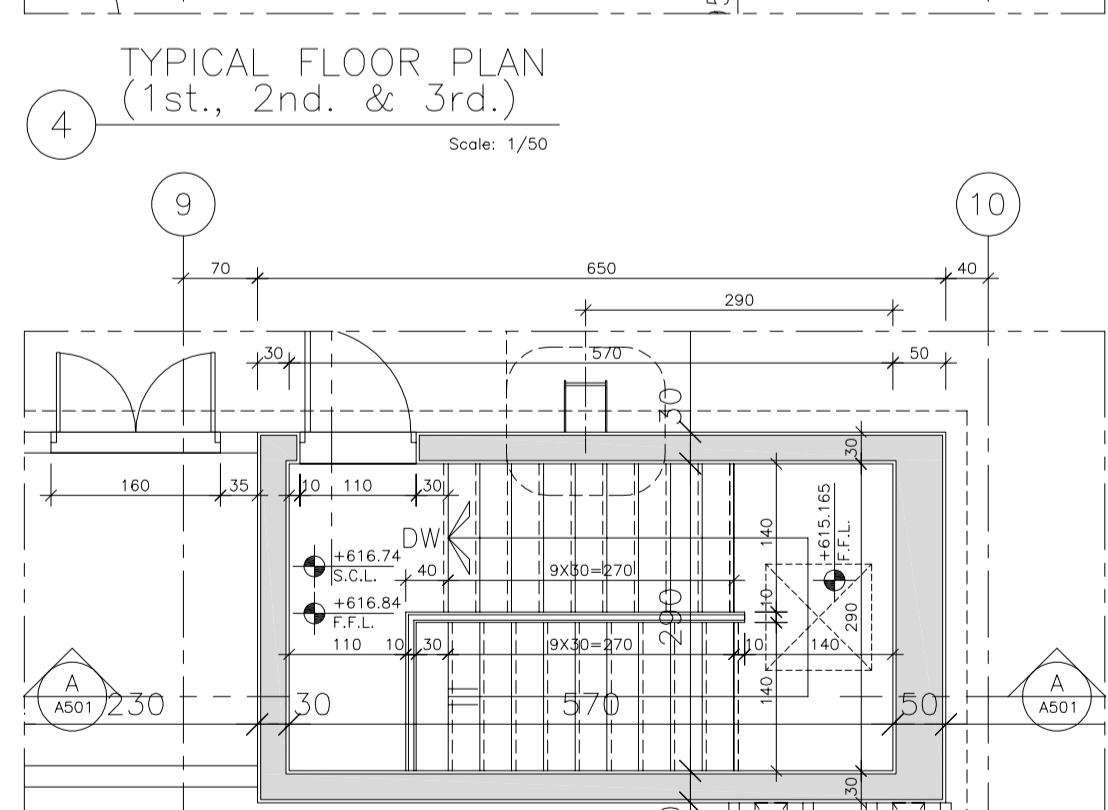 TYPICAL FLOOR PLAN
(1st., 2nd. & 3rd.)
4
Scale: 1/50
9
10
70
650
40
290
30
570
50
30
30
160
35
10
110
30
140
+615.165
F.F.L.
DW
+616.74
S.C.L.
40
9X30=270
+616.84
F.F.L.
10
290
290
110
10
30
9X30=270
10
140
140
A
A501
230
30
570
50
A
A501
30